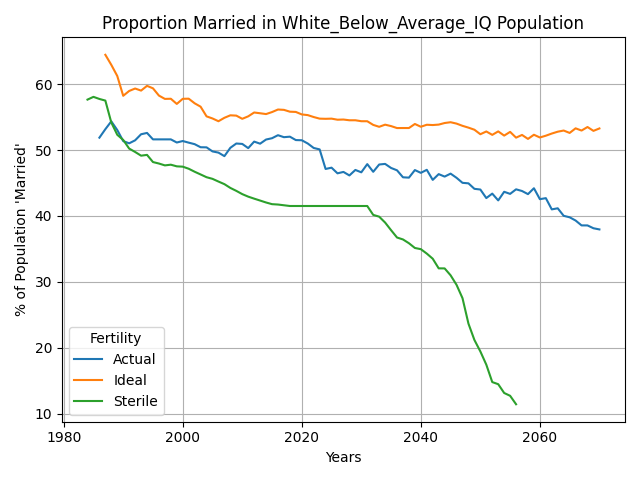 Proportion Married in White_Below_Average_IQ Population
% of Population 'Married'
60
50
40
30
20
10
Fertility
Actual
Ideal
Sterile
1980 2000 2020 2040 2060
Years